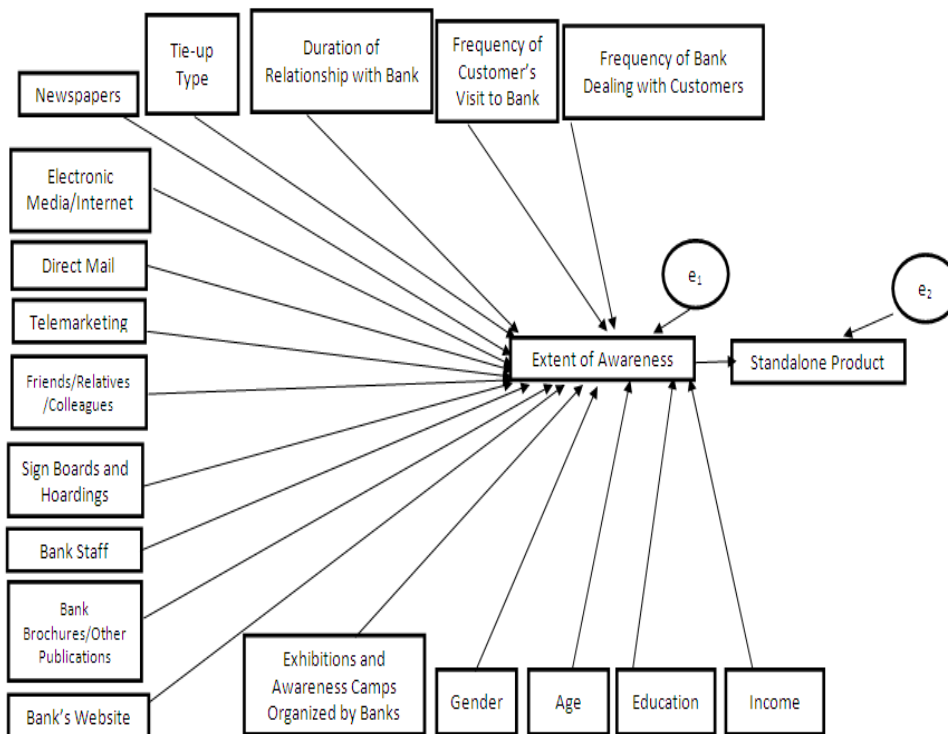 Tie-up
Type
Duration of
Relationship with Bank
Frequency of
Customer's
Visit to Bank
Frequency of Bank
Dealing with Customers
Newspapers
Electronic
Media/Internet
Direct Mail
Telemarketing
Friends/Relatives
/Colleagues
Sign Boards and
Hoardings
Bank Staff
Bank
Brochures/Other
Publications
Bank's Website
e₁
e₂
Extent of Awareness
Standalone Product
Exhibitions and
Awareness Camps
Organized by Banks
Gender
Age
Education
Income